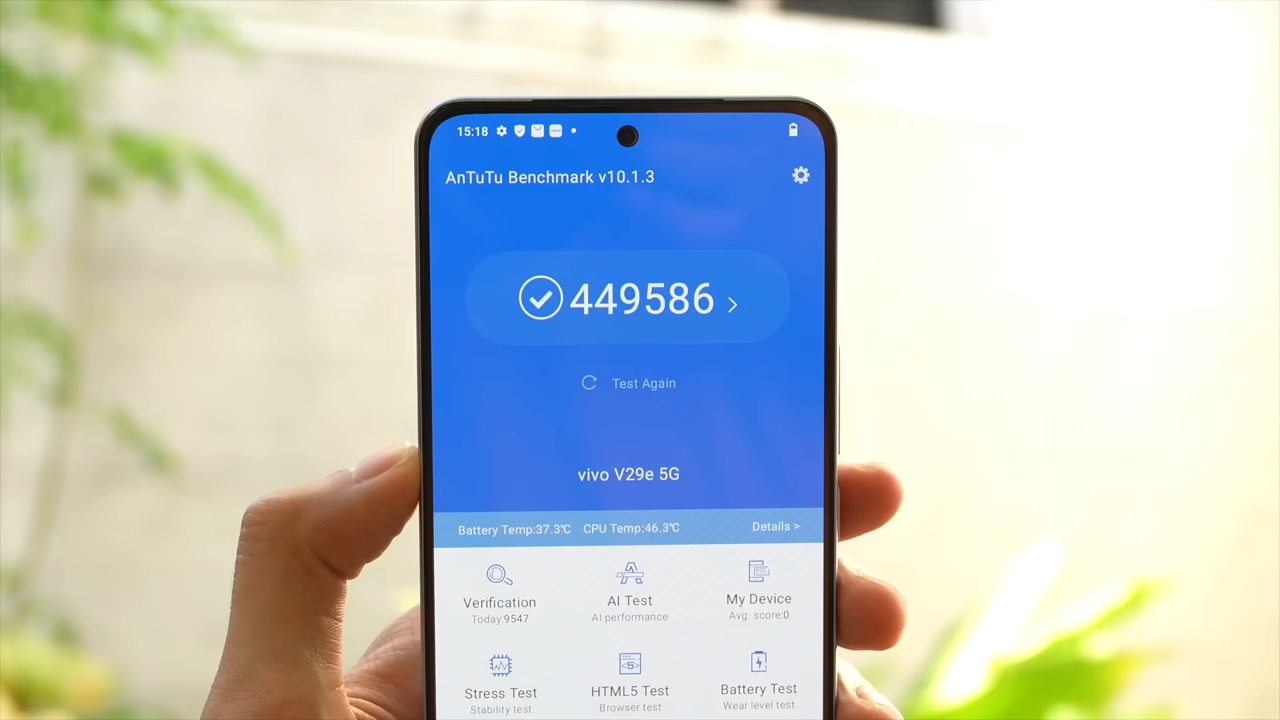 15:18
AnTuTu Benchmark v10.1.3
449586 >
Test Again
vivo V29e 5G
Battery Temp:37.3℃ CPU Temp:46.3℃ Details >
Verification AI Test My Device
Today:9547 AI performance Avg. score:0
Stress Test HTML5 Test Battery Test
Stability test Browser test Wear level test